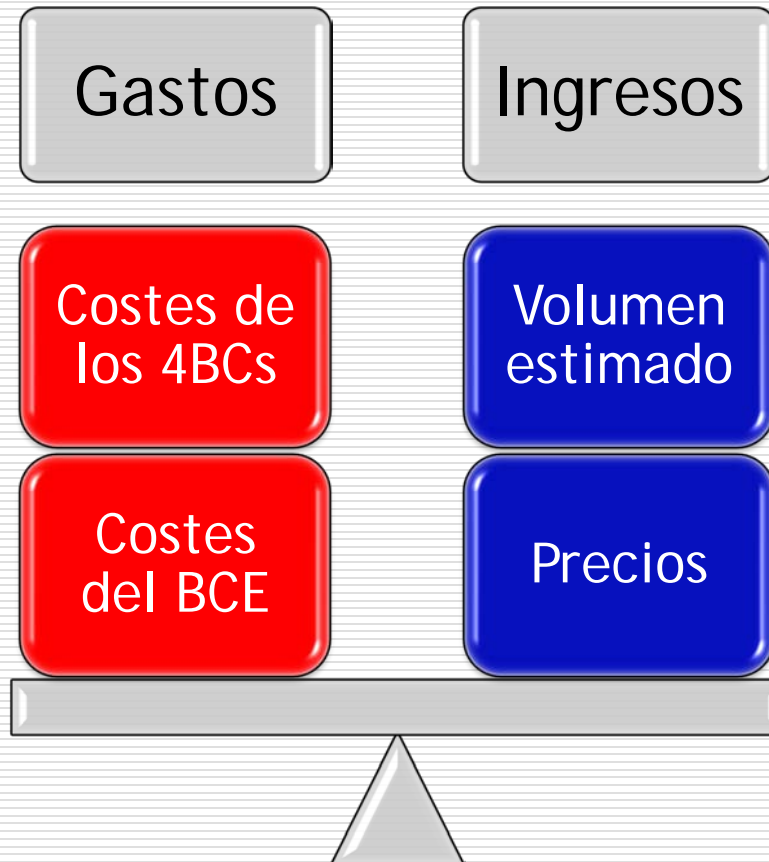 Gastos
Ingresos
Costes de
los 4BCs
Volumen
estimado
Costes
del BCE
Precios